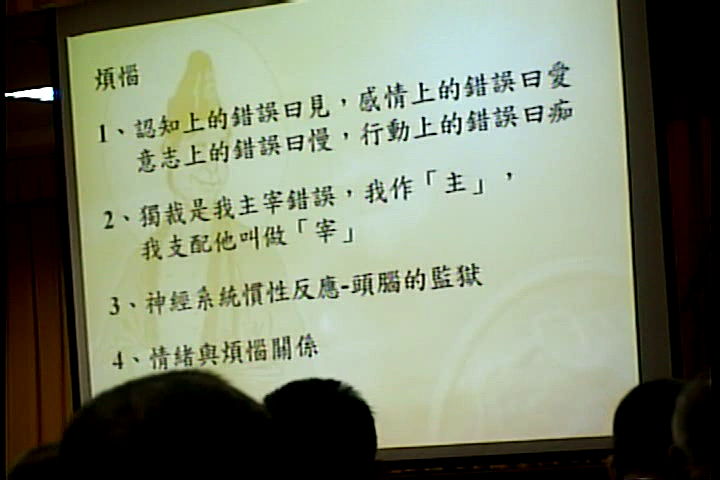 煩惱
1、認知上的錯誤曰見，感情上的錯誤曰愛
意志上的錯誤曰慢，行動上的錯誤曰痴
2、獨裁是我主宰錯誤，我作「主」，
我支配他叫做「宰」
3、神經系統慣性反應-頭腦的監獄
4、情緒與煩惱關係